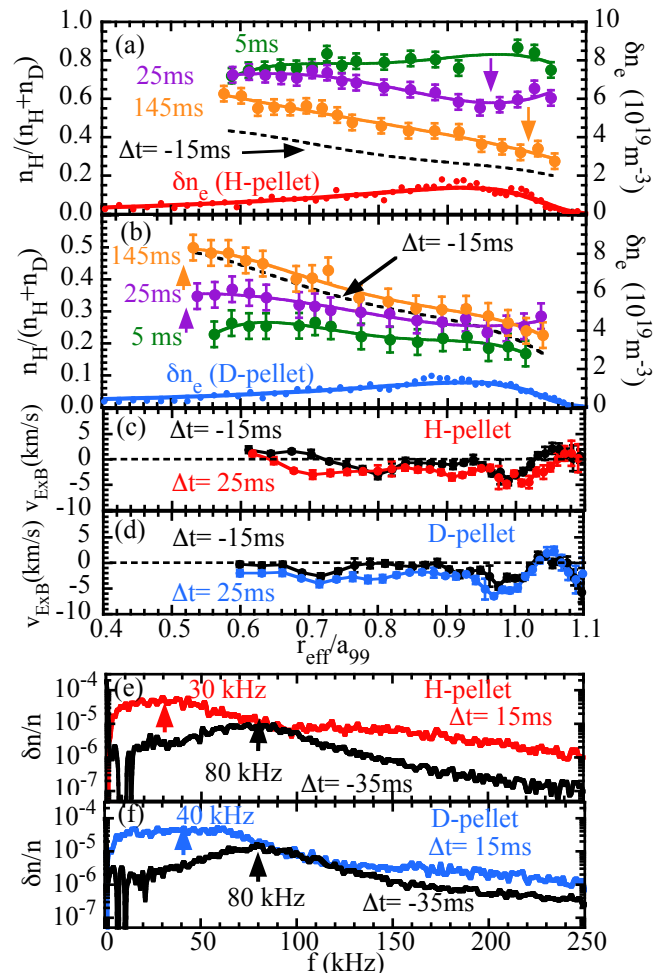 1.0
0.8
0.6
0.4
0.2
0.0
n_H/(n_H+n_D)
(a)
5ms
25ms
145ms
Δt= -15ms
δn_e (H-pellet)
10
8
6
4
2
0
δn_e (10^19 m^-3)
0.5
0.4
0.3
0.2
0.1
0.0
n_H/(n_H+n_D)
(b)
145ms
25ms
5 ms
Δt= -15ms
δn_e (D-pellet)
8
6
4
2
0
δn_e (10^19 m^-3)
v_ExB(km/s)
5
0
-5
-10
(c)
Δt= -15ms
H-pellet
Δt= 25ms
v_ExB(km/s)
5
0
-5
-10
(d)
Δt= -15ms
D-pellet
Δt= 25ms
0.4 0.5 0.6 0.7 0.8 0.9 1.0 1.1
r_eff/a_99
δn/n
10^-4
10^-5
10^-6
10^-7
(e)
30 kHz
H-pellet
Δt= 15ms
80 kHz
Δt= -35ms
δn/n
10^-4
10^-5
10^-6
10^-7
(f)
40 kHz
D-pellet
Δt= 15ms
80 kHz
Δt= -35ms
0 50 100 150 200 250
f (kHz)